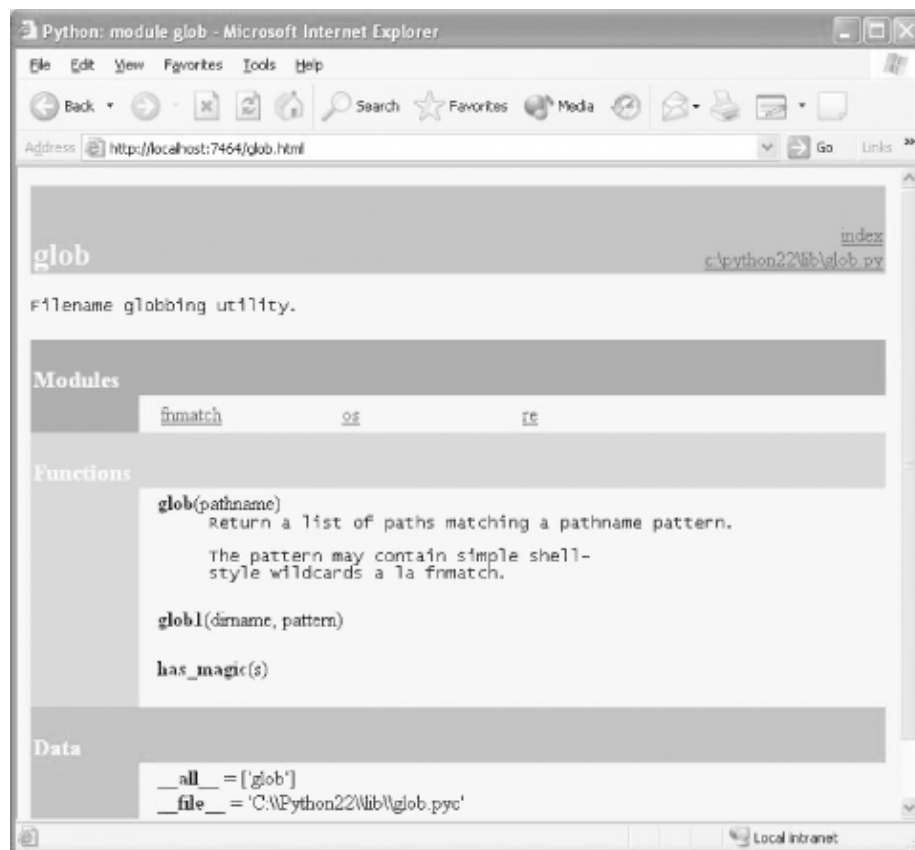 Python: module glob - Microsoft Internet Explorer
File Edit View Favorites Tools Help
Back Search Favorites Media
Address http://localhost:7464/glob.html Go Links »
index
glob c:\python22\lib\glob.py
Filename globbing utility.
Modules
fnmatch os re
Functions
glob(pathname)
Return a list of paths matching a pathname pattern.
The pattern may contain simple shell-
style wildcards a la fnmatch.
glob1(dirname, pattern)
has_magic(s)
Data
__all__ = ['glob']
__file__ = 'C:\\Python22\\lib\\glob.pyc'
Local intranet